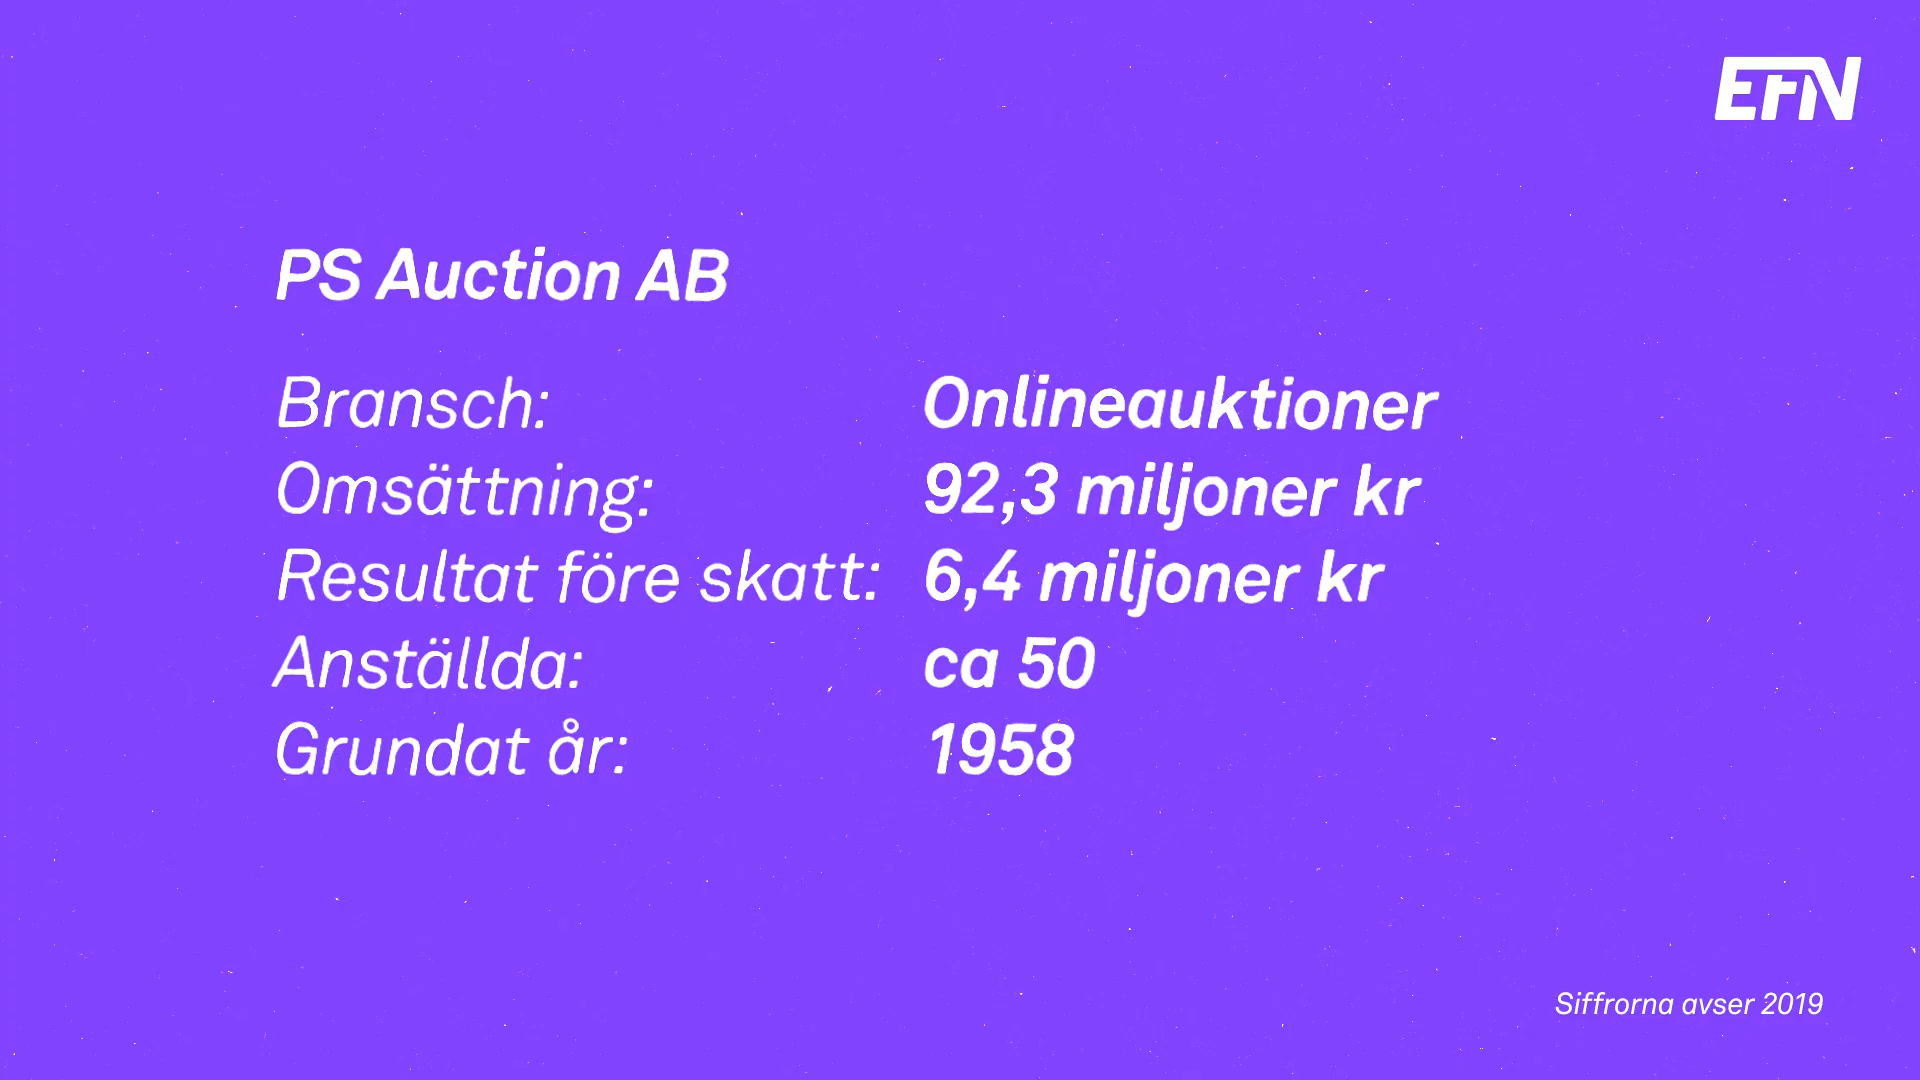 EFN
PS Auction AB
Bransch: Onlineauktioner
Omsättning: 92,3 miljoner kr
Resultat före skatt: 6,4 miljoner kr
Anställda: ca 50
Grundat år: 1958
Siffrorna avser 2019